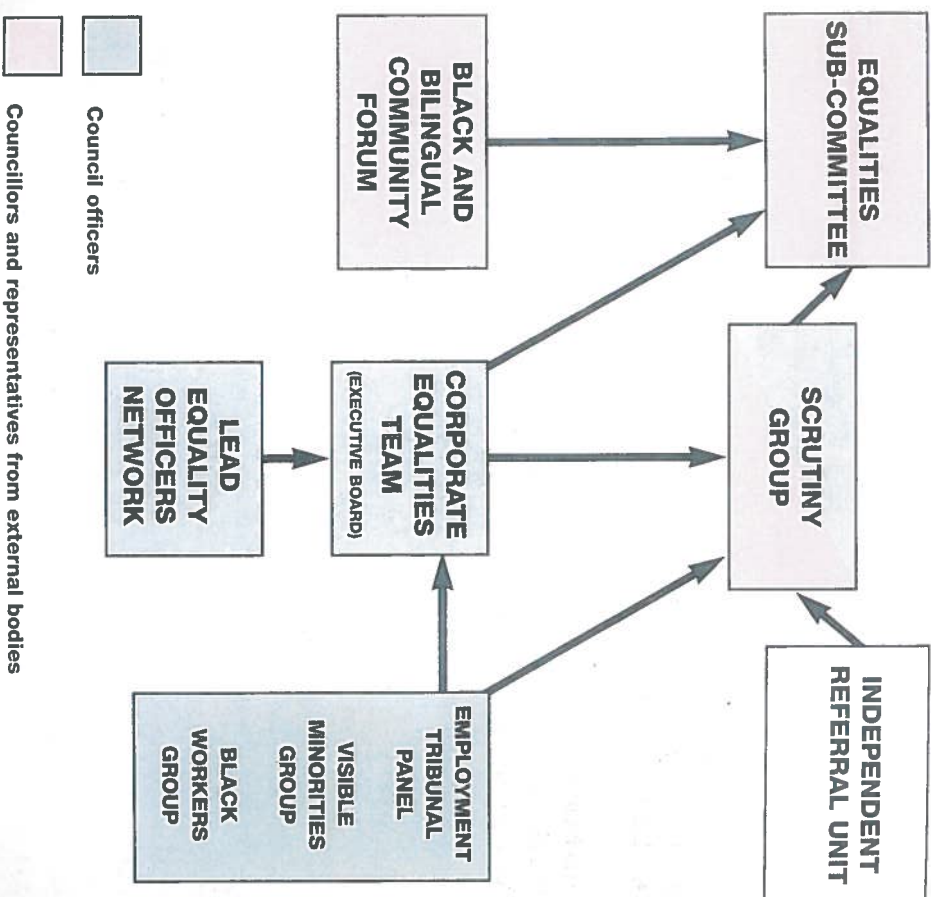 EQUALITIES
SUB-COMMITTEE
SCRUTINY
GROUP
INDEPENDENT
REFERRAL UNIT
BLACK AND
BILINGUAL
COMMUNITY
FORUM
CORPORATE
EQUALITIES
TEAM
(EXECUTIVE BOARD)
EMPLOYMENT
TRIBUNAL
PANEL
VISIBLE
MINORITIES
GROUP
BLACK
WORKERS
GROUP
LEAD
EQUALITY
OFFICERS
NETWORK
Council officers
Councillors and representatives from external bodies